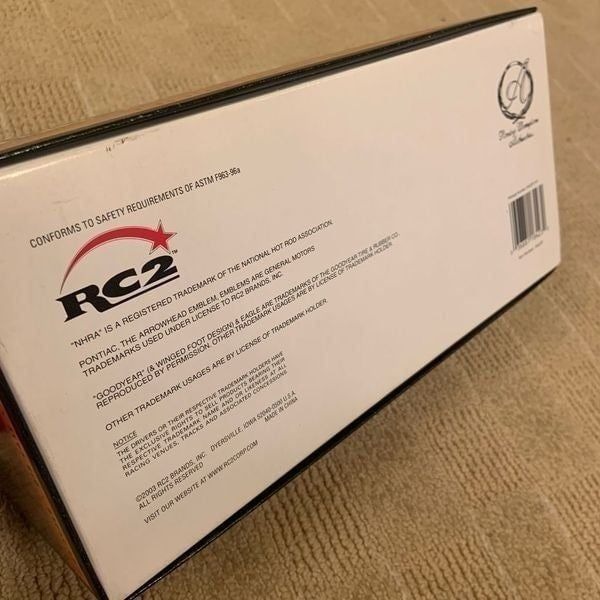 CONFORMS TO SAFETY REQUIREMENTS OF ASTM F963-96a
RC2™
"NHRA" IS A REGISTERED TRADEMARK OF THE NATIONAL HOT ROD ASSOCIATION.
PONTIAC, THE ARROWHEAD EMBLEM, EMBLEMS ARE GENERAL MOTORS
TRADEMARKS USED UNDER LICENSE TO RC2 BRANDS, INC.
"GOODYEAR" (& WINGED FOOT DESIGN) & EAGLE ARE TRADEMARKS OF THE GOODYEAR TIRE & RUBBER CO.
REPRODUCED BY PERMISSION. OTHER TRADEMARK USAGES ARE BY LICENSE OF TRADEMARK HOLDER.
OTHER TRADEMARK USAGES ARE BY LICENSE OF TRADEMARK HOLDER.
NOTICE
THE DRIVERS OR THEIR RESPECTIVE TRADEMARK HOLDERS HAVE
THE EXCLUSIVE RIGHTS TO SELL PRODUCTS BEARING THEIR
RESPECTIVE TRADEMARK NAME AND/OR LIKENESS AT ALL
RACING VENUES, TRACKS AND ASSOCIATED CONCESSIONS
©2003 RC2 BRANDS, INC. DYERSVILLE, IOWA 52040-0500 U.S.A.
ALL RIGHTS RESERVED MADE IN CHINA
VISIT OUR WEBSITE AT WWW.RC2CORP.COM